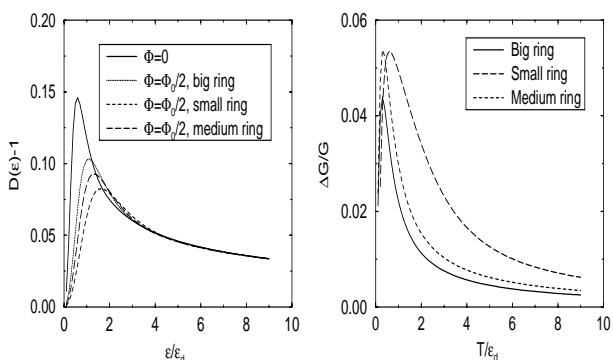 0.20
0.15
0.10
0.05
0.00
D(ε)-1
0 2 4 6 8 10
ε/ε_d
Φ=0
Φ=Φ₀/2, big ring
Φ=Φ₀/2, small ring
Φ=Φ₀/2, medium ring
0.06
0.04
0.02
0.00
ΔG/G
0 2 4 6 8 10
T/ε_d
Big ring
Small ring
Medium ring